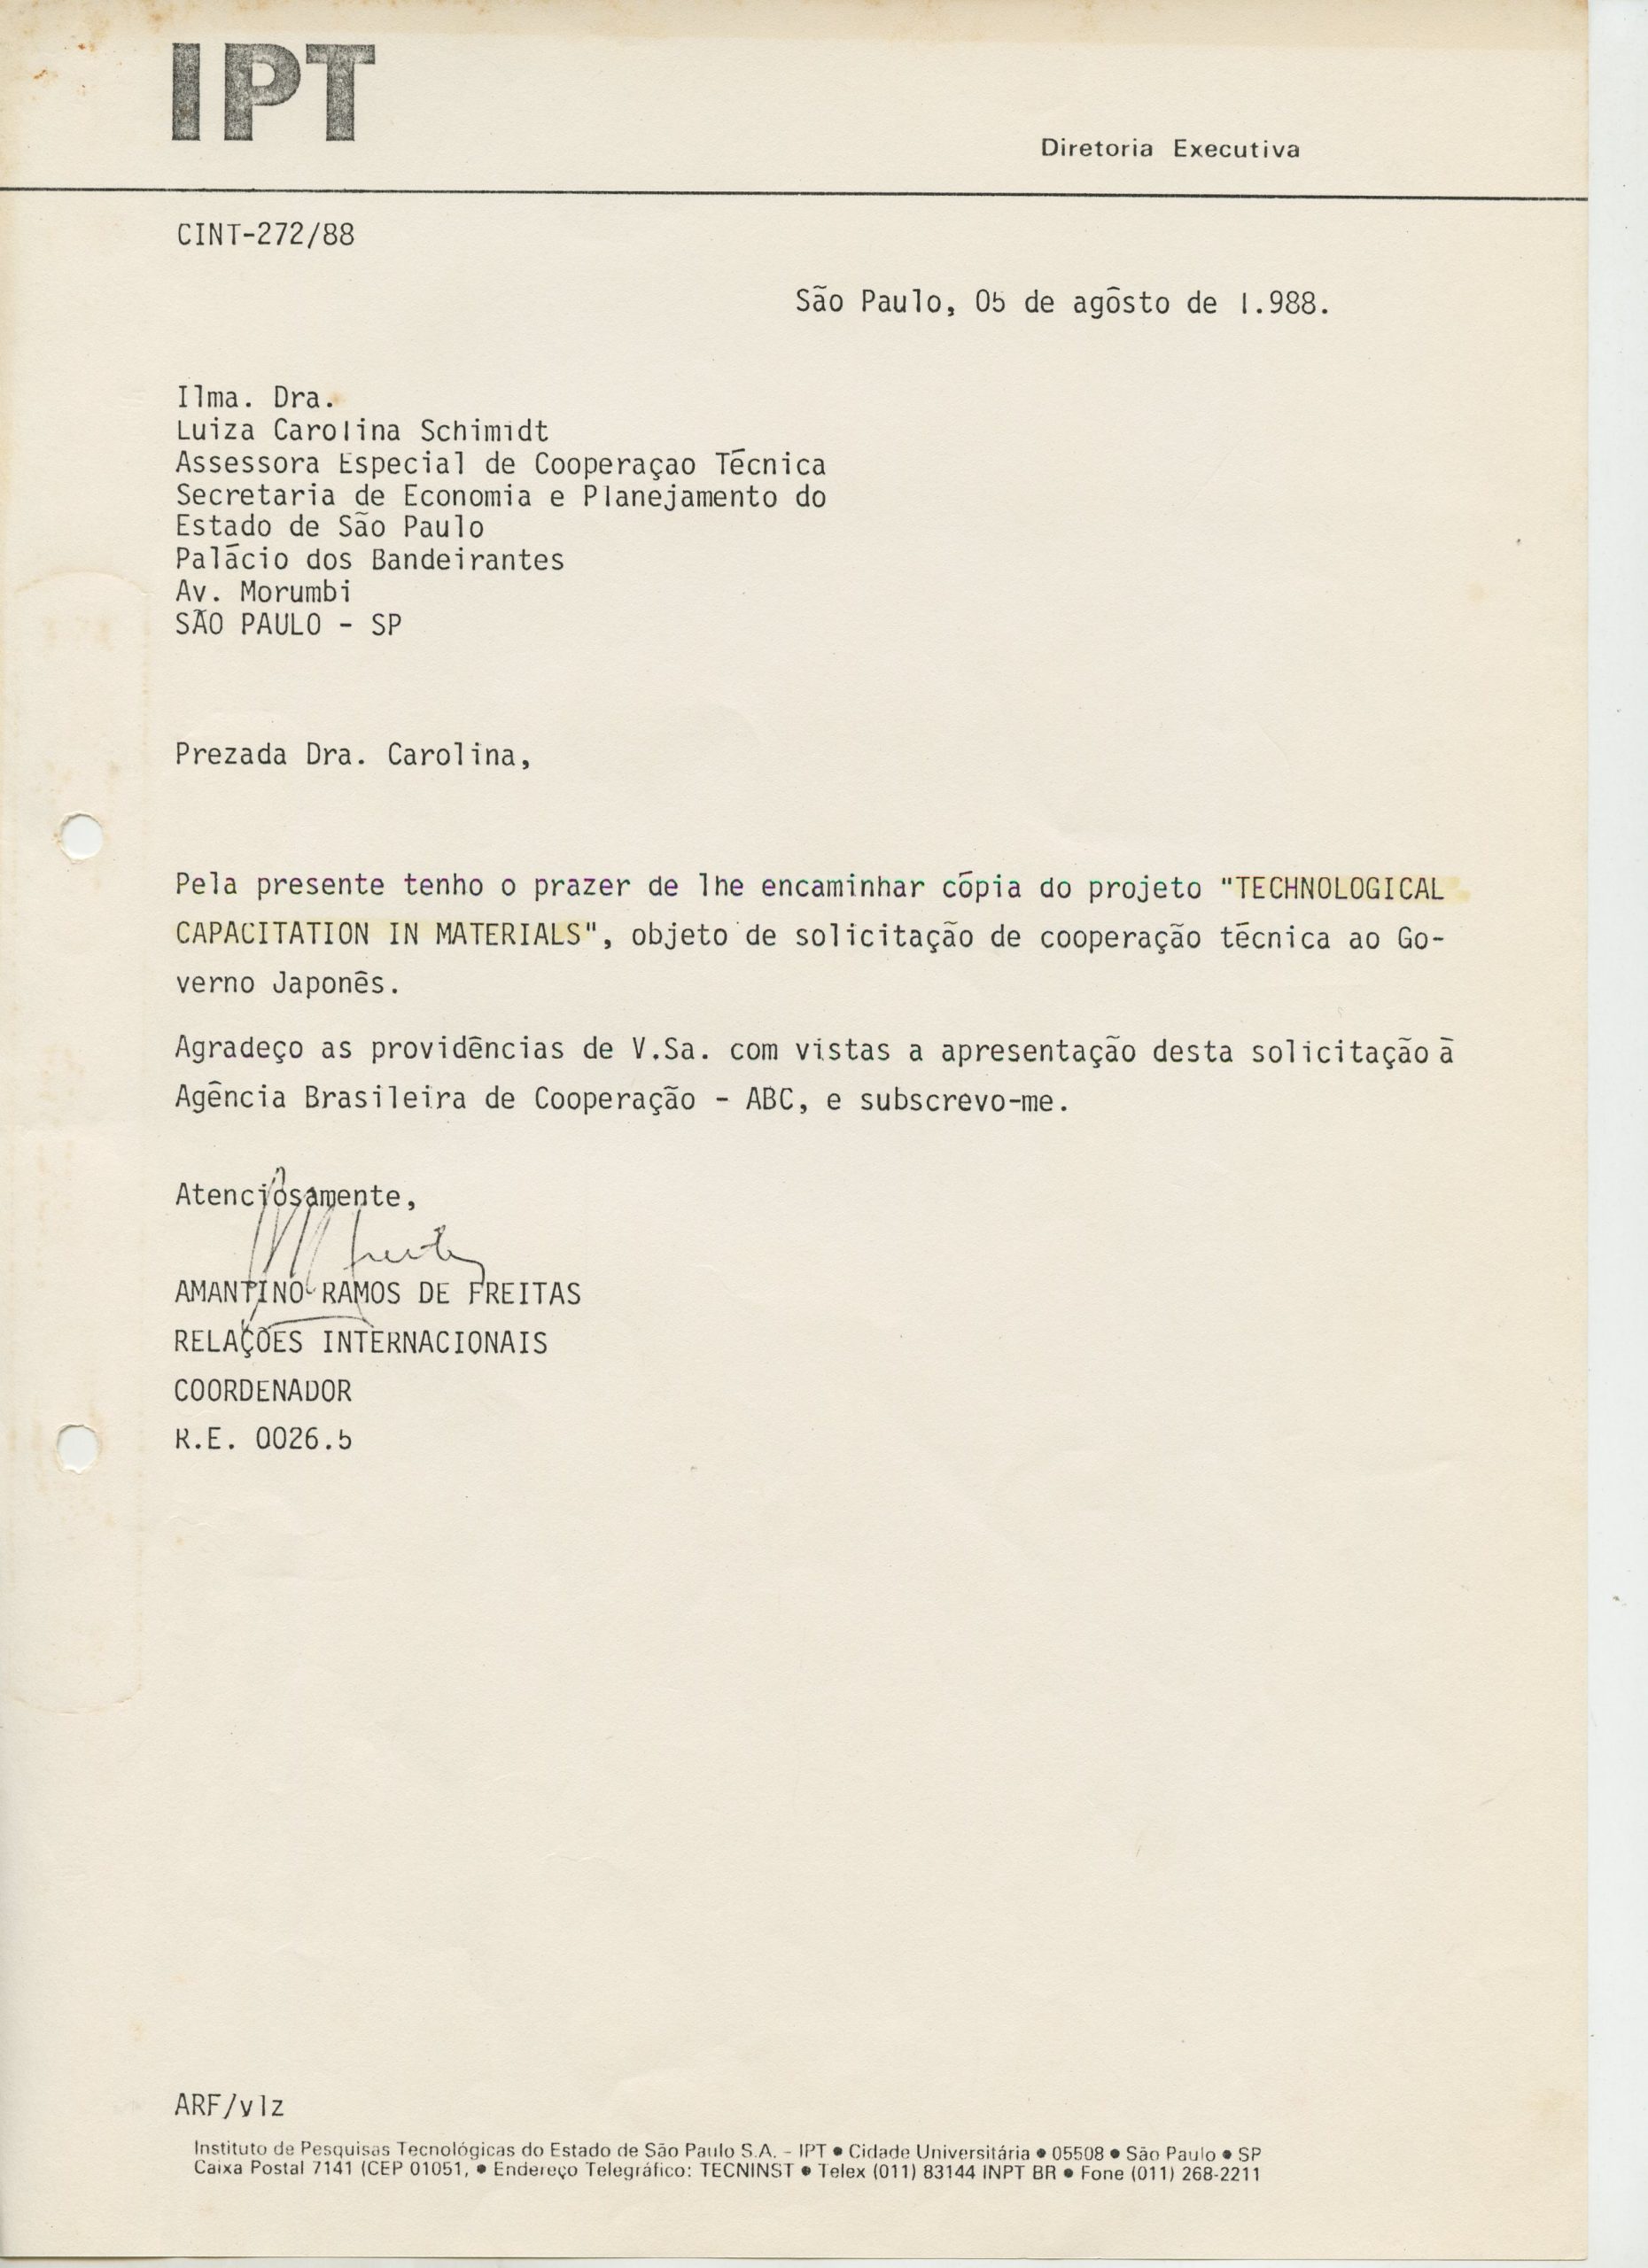 IPT
Diretoria Executiva
CINT-272/88
São Paulo, 05 de agôsto de 1.988.
Ilma. Dra.
Luiza Carolina Schimidt
Assessora Especial de Cooperaçao Técnica
Secretaria de Economia e Planejamento do
Estado de São Paulo
Palácio dos Bandeirantes
Av. Morumbi
SÃO PAULO - SP
Prezada Dra. Carolina,
Pela presente tenho o prazer de lhe encaminhar cópia do projeto "TECHNOLOGICAL
CAPACITATION IN MATERIALS", objeto de solicitação de cooperação técnica ao Go-
verno Japonês.
Agradeço as providências de V.Sa. com vistas a apresentação desta solicitação à
Agência Brasileira de Cooperação - ABC, e subscrevo-me.
Atenciosamente,
AMANTINO RAMOS DE FREITAS
RELAÇÕES INTERNACIONAIS
COORDENADOR
R.E. 0026.5
ARF/vlz
Instituto de Pesquisas Tecnológicas do Estado de São Paulo S.A. - IPT ● Cidade Universitária ● 05508 ● São Paulo ● SP
Caixa Postal 7141 (CEP 01051, ● Endereço Telegráfico: TECNINST ● Telex (011) 83144 INPT BR ● Fone (011) 268-2211